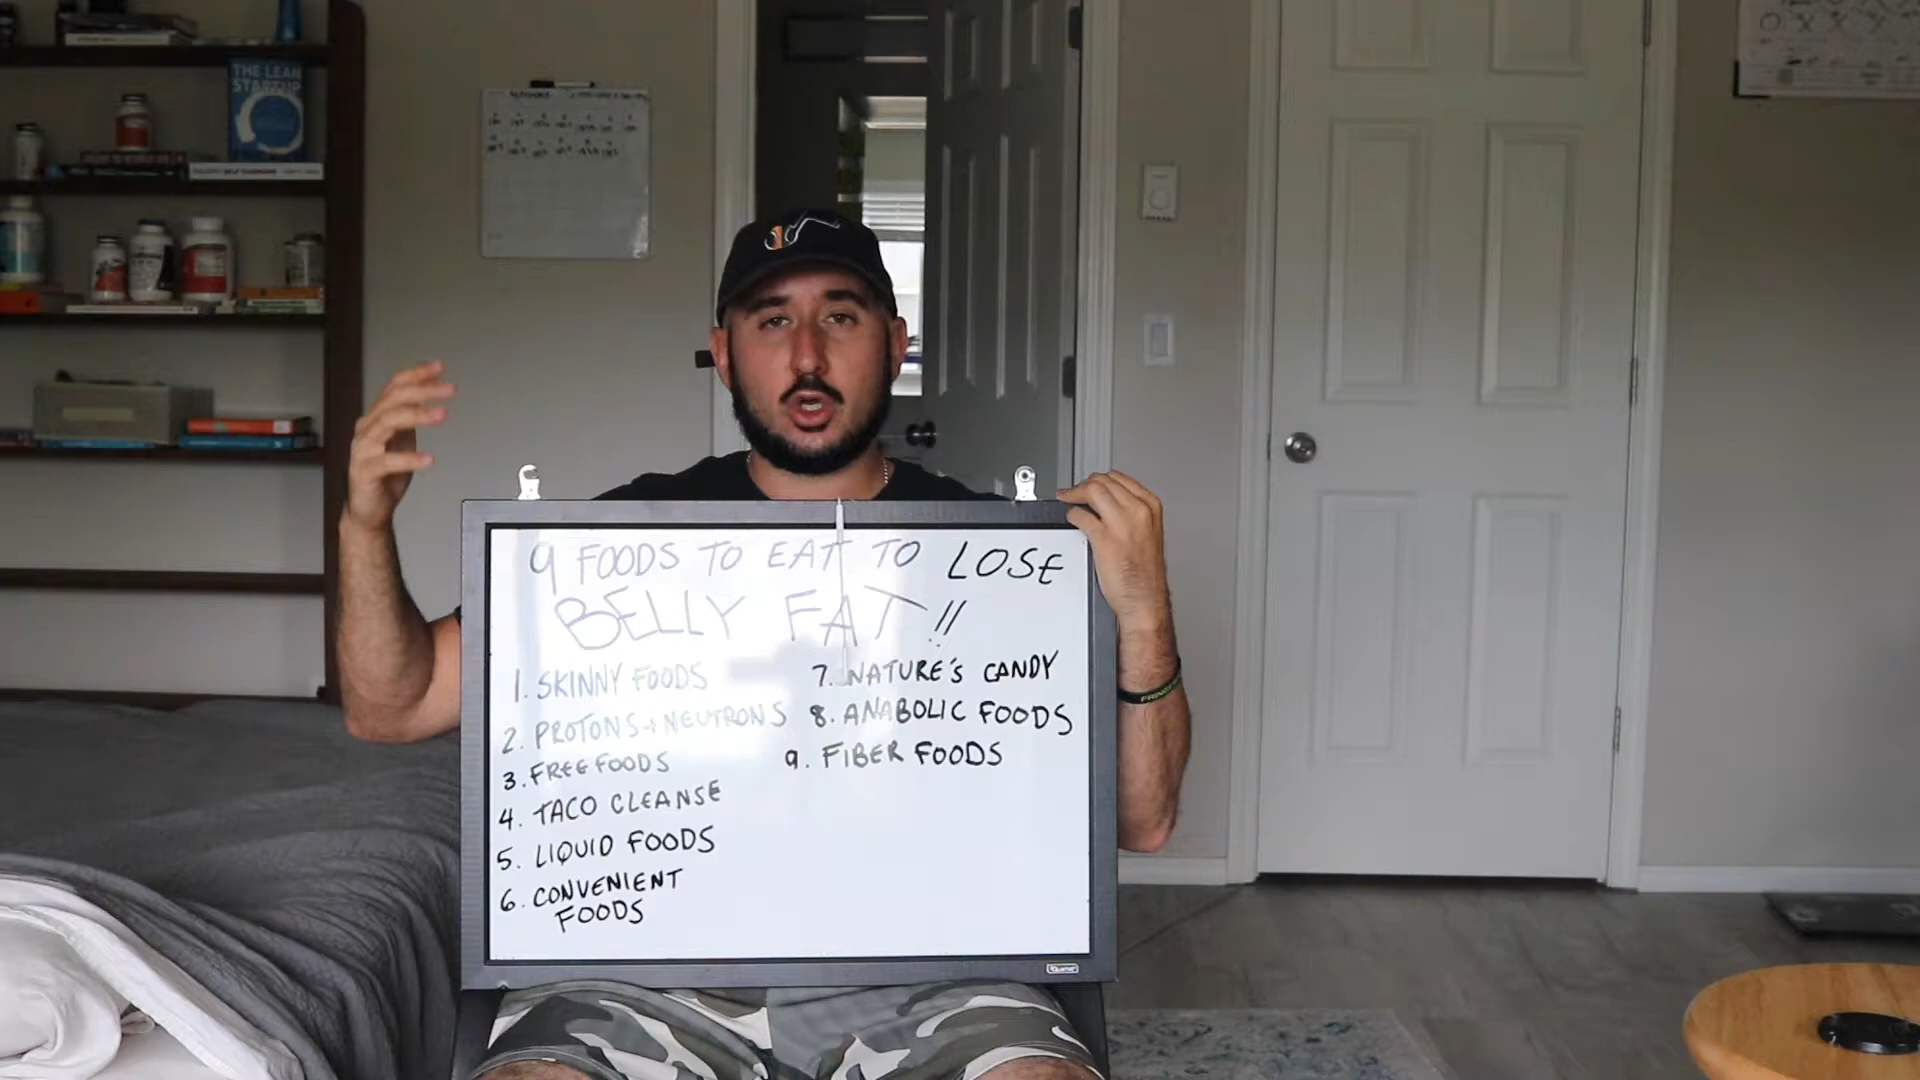 THE LEAN
STARTUP
9 FOODS TO EAT TO LOSE
BELLY FAT!!
1. SKINNY FOODS
2. PROTONS + NEUTRONS
3. FREE FOODS
4. TACO CLEANSE
5. LIQUID FOODS
6. CONVENIENT
FOODS
7. NATURE'S CANDY
8. ANABOLIC FOODS
9. FIBER FOODS
Quartet